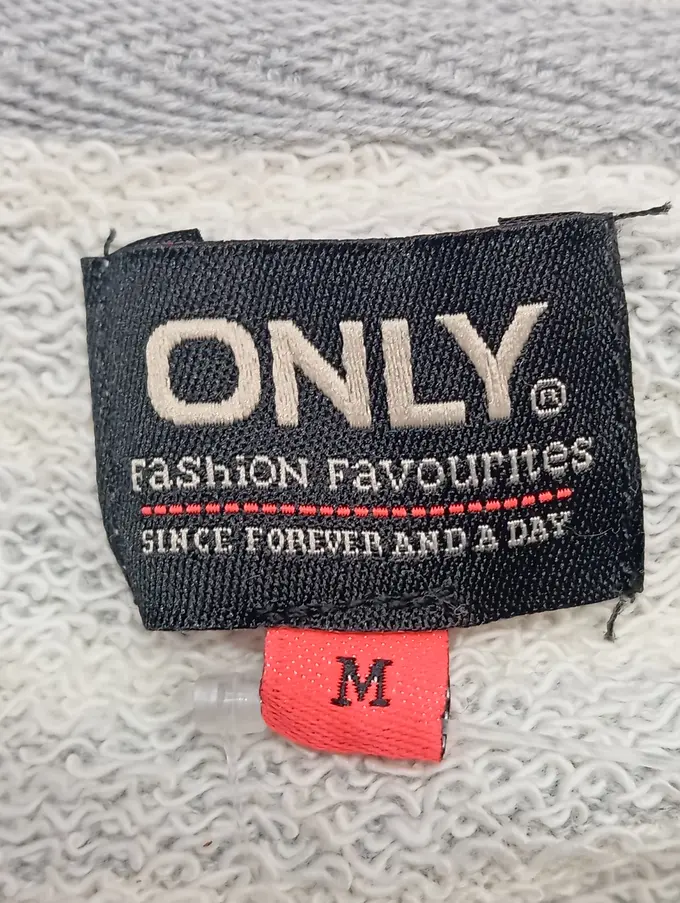 ONLY®
Fashion Favourites
SINCE FOREVER AND A DAY
M